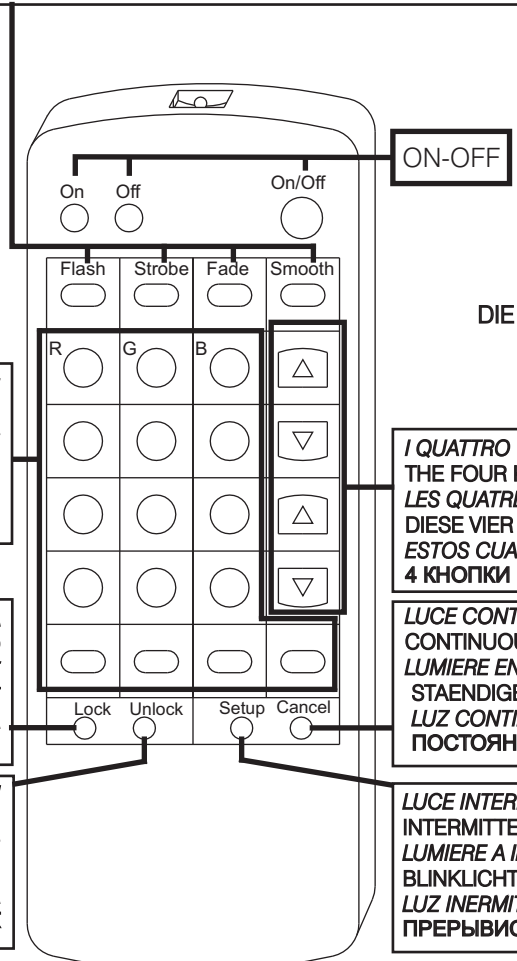 ON-OFF
On Off On/Off
Flash Strobe Fade Smooth
DIE
R G B
I QUATTRO
THE FOUR
LES QUATRE
DIESE VIER
ESTOS CUA
4 КНОПКИ
LUCE CONT
CONTINUOU
LUMIERE EN
STAENDIGE
LUZ CONTI
ПОСТОЯН
Lock Unlock Setup Cancel
LUCE INTER
INTERMITTE
LUMIERE A
BLINKLICHT
LUZ INERMIT
ПРЕРЫВИС